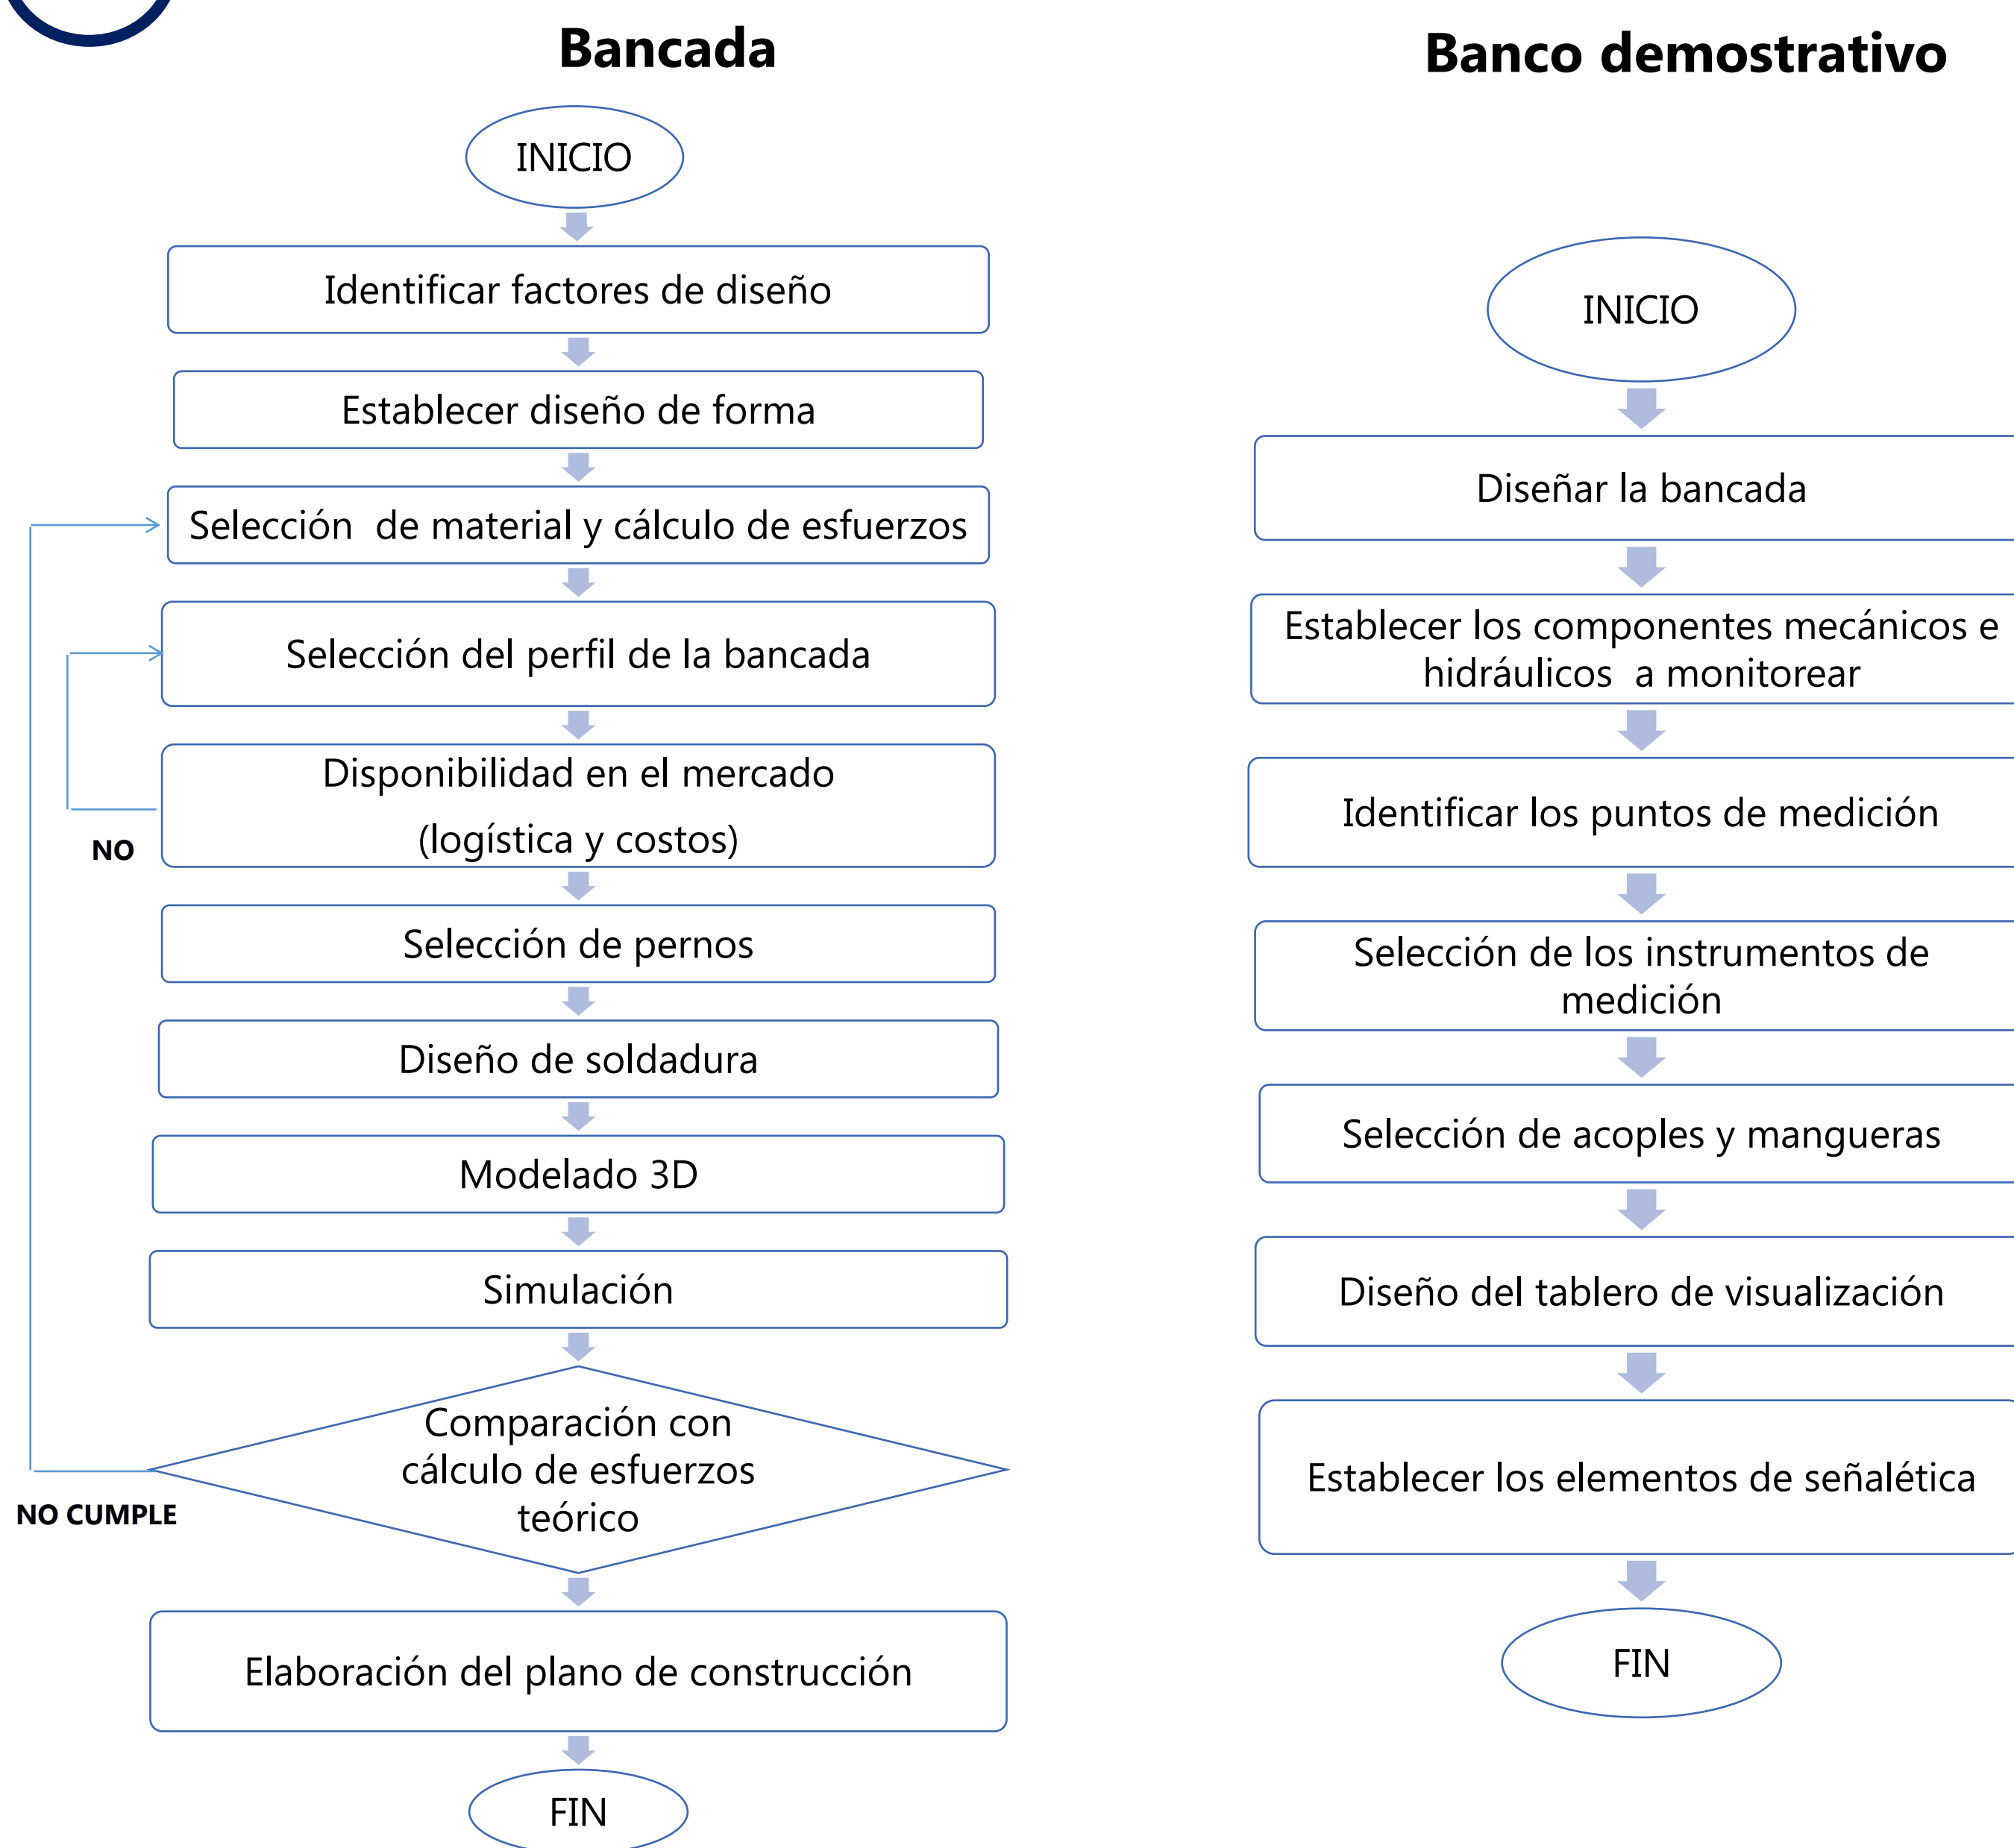 Bancada
INICIO
Identificar factores de diseño
Establecer diseño de forma
Selección de material y cálculo de esfuerzos
Selección del perfil de la bancada
Disponibilidad en el mercado
(logística y costos)
NO
Selección de pernos
Diseño de soldadura
Modelado 3D
Simulación
Comparación con
cálculo de esfuerzos
teórico
NO CUMPLE
Elaboración del plano de construcción
FIN
Banco demostrativo
INICIO
Diseñar la bancada
Establecer los componentes mecánicos e
hidráulicos a monitorear
Identificar los puntos de medición
Selección de los instrumentos de
medición
Selección de acoples y mangueras
Diseño del tablero de visualización
Establecer los elementos de señalética
FIN